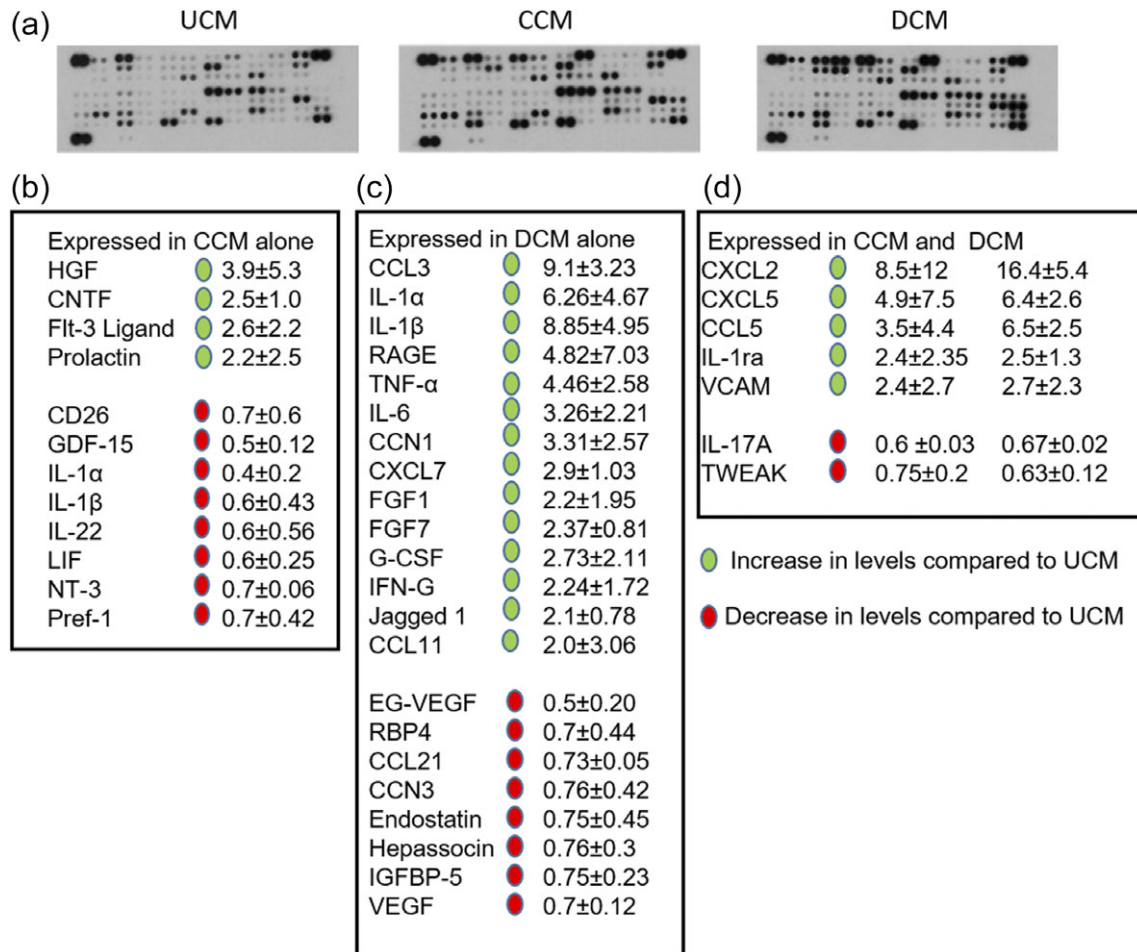 (a)
UCM
CCM
DCM
(b)
Expressed in CCM alone
HGF 3.9±5.3
CNTF 2.5±1.0
Flt-3 Ligand 2.6±2.2
Prolactin 2.2±2.5
CD26 0.7±0.6
GDF-15 0.5±0.12
IL-1α 0.4±0.2
IL-1β 0.6±0.43
IL-22 0.6±0.56
LIF 0.6±0.25
NT-3 0.7±0.06
Pref-1 0.7±0.42
(c)
Expressed in DCM alone
CCL3 9.1±3.23
IL-1α 6.26±4.67
IL-1β 8.85±4.95
RAGE 4.82±7.03
TNF-α 4.46±2.58
IL-6 3.26±2.21
CCN1 3.31±2.57
CXCL7 2.9±1.03
FGF1 2.2±1.95
FGF7 2.37±0.81
G-CSF 2.73±2.11
IFN-G 2.24±1.72
Jagged 1 2.1±0.78
CCL11 2.0±3.06
EG-VEGF 0.5±0.20
RBP4 0.7±0.44
CCL21 0.73±0.05
CCN3 0.76±0.42
Endostatin 0.75±0.45
Hepassocin 0.76±0.3
IGFBP-5 0.75±0.23
VEGF 0.7±0.12
(d)
Expressed in CCM and DCM
CXCL2 8.5±12 16.4±5.4
CXCL5 4.9±7.5 6.4±2.6
CCL5 3.5±4.4 6.5±2.5
IL-1ra 2.4±2.35 2.5±1.3
VCAM 2.4±2.7 2.7±2.3
IL-17A 0.6 ±0.03 0.67±0.02
TWEAK 0.75±0.2 0.63±0.12
Increase in levels compared to UCM
Decrease in levels compared to UCM